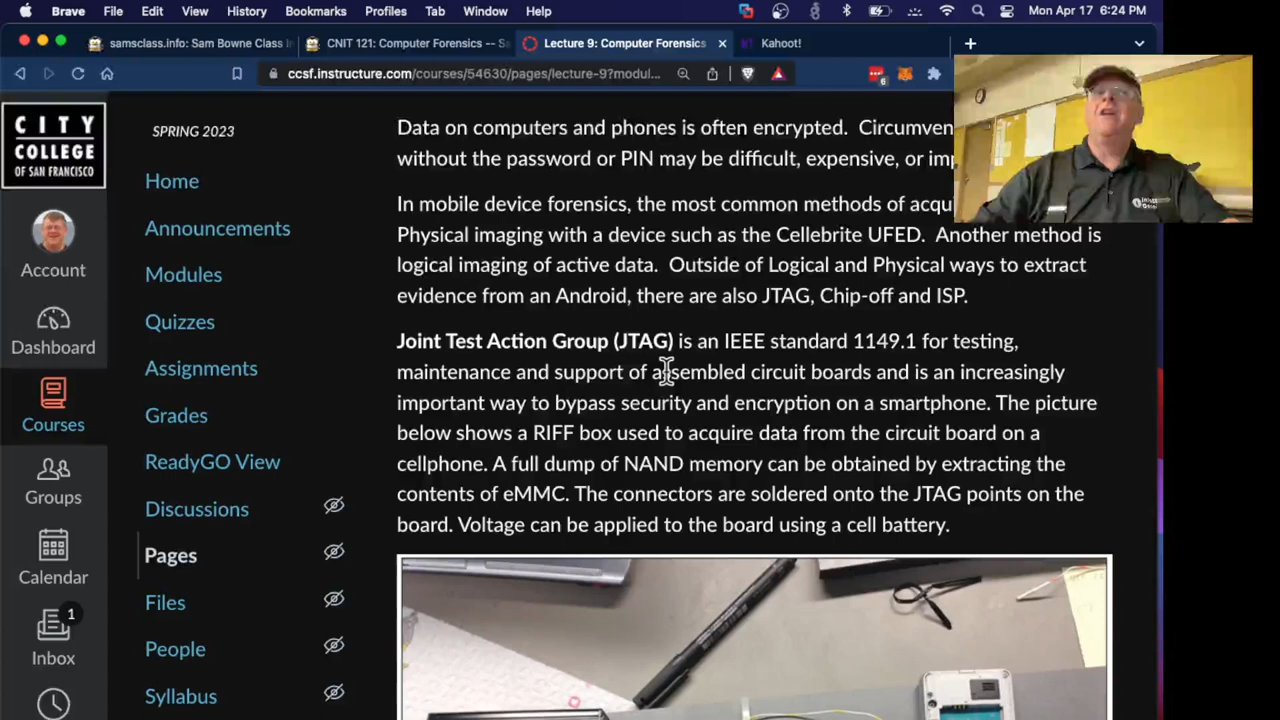 Brave File Edit View History Bookmarks Profiles Tab Window Help Mon Apr 17 6:24 PM
samsclass.info: Sam Bowne Class In
CNIT 121: Computer Forensics -- S
Lecture 9: Computer Forensics
Kahoot!
ccsf.instructure.com/courses/54630/pages/lecture-9?modul...
6
CITY
COLLEGE
OF SAN FRANCISCO
Account
Dashboard
Courses
Groups
Calendar
1
Inbox
SPRING 2023
Home
Announcements
Modules
Quizzes
Assignments
Grades
ReadyGO View
Discussions
Pages
Files
People
Syllabus
Data on computers and phones is often encrypted. Circumven
without the password or PIN may be difficult, expensive, or imp
In mobile device forensics, the most common methods of acqu
Physical imaging with a device such as the Cellebrite UFED. Another method is
logical imaging of active data. Outside of Logical and Physical ways to extract
evidence from an Android, there are also JTAG, Chip-off and ISP.
Joint Test Action Group (JTAG) is an IEEE standard 1149.1 for testing,
maintenance and support of assembled circuit boards and is an increasingly
important way to bypass security and encryption on a smartphone. The picture
below shows a RIFF box used to acquire data from the circuit board on a
cellphone. A full dump of NAND memory can be obtained by extracting the
contents of eMMC. The connectors are soldered onto the JTAG points on the
board. Voltage can be applied to the board using a cell battery.